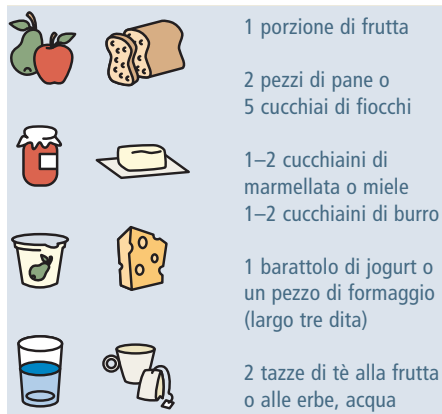 1 porzione di frutta
2 pezzi di pane o
5 cucchiai di fiocchi
1–2 cucchiaini di
marmellata o miele
1–2 cucchiaini di burro
1 barattolo di jogurt o
un pezzo di formaggio
(largo tre dita)
2 tazze di tè alla frutta
o alle erbe, acqua